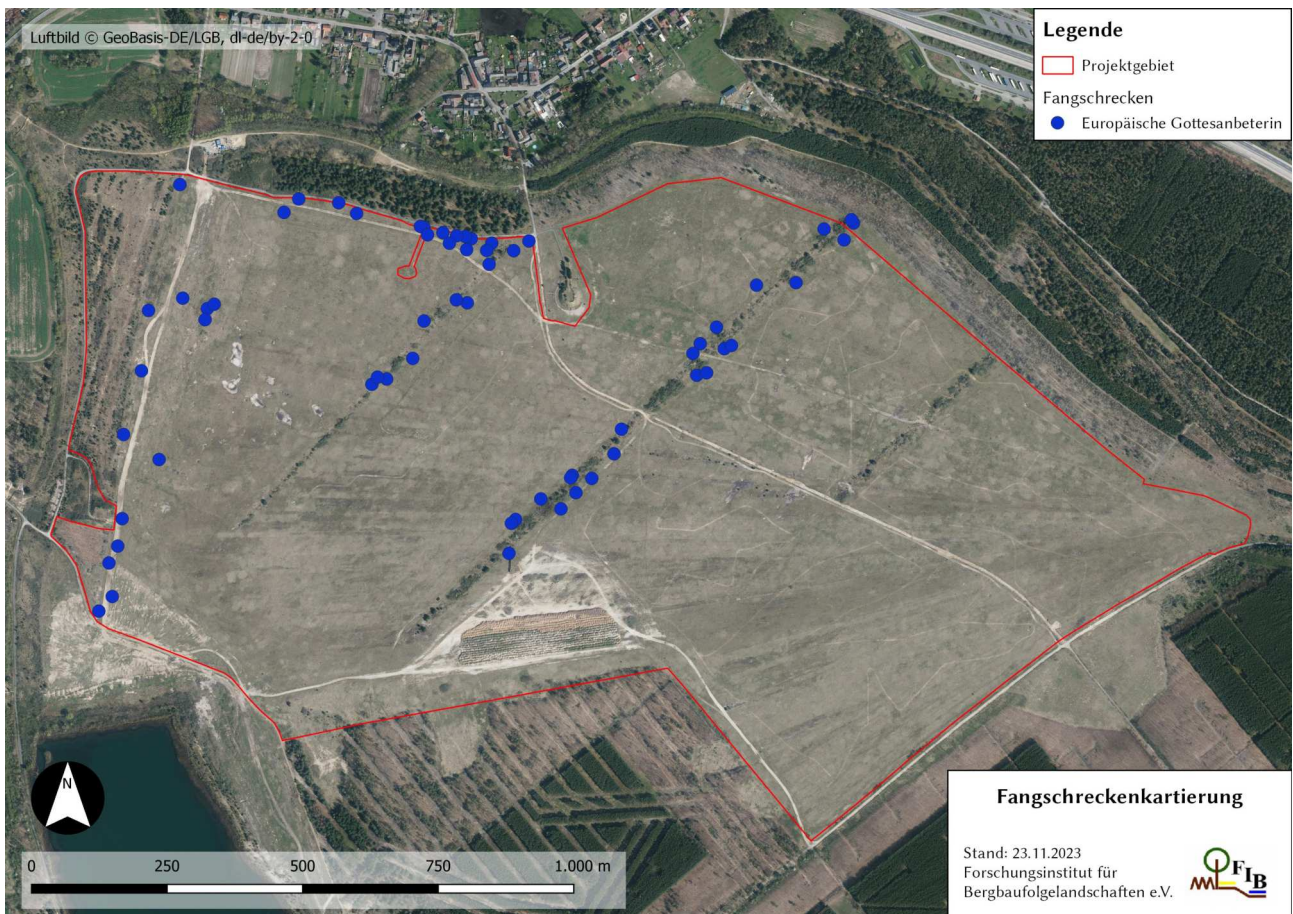 Luftbild © GeoBasis-DE/LGB, dl-de/by-2-0
Legende
Projektgebiet
Fangschrecken
Europäische Gottesanbeterin
N
0 250 500 750 1.000 m
Fangschreckenkartierung
Stand: 23.11.2023
Forschungsinstitut für
Bergbaufolgelandschaften e.V.
FIB